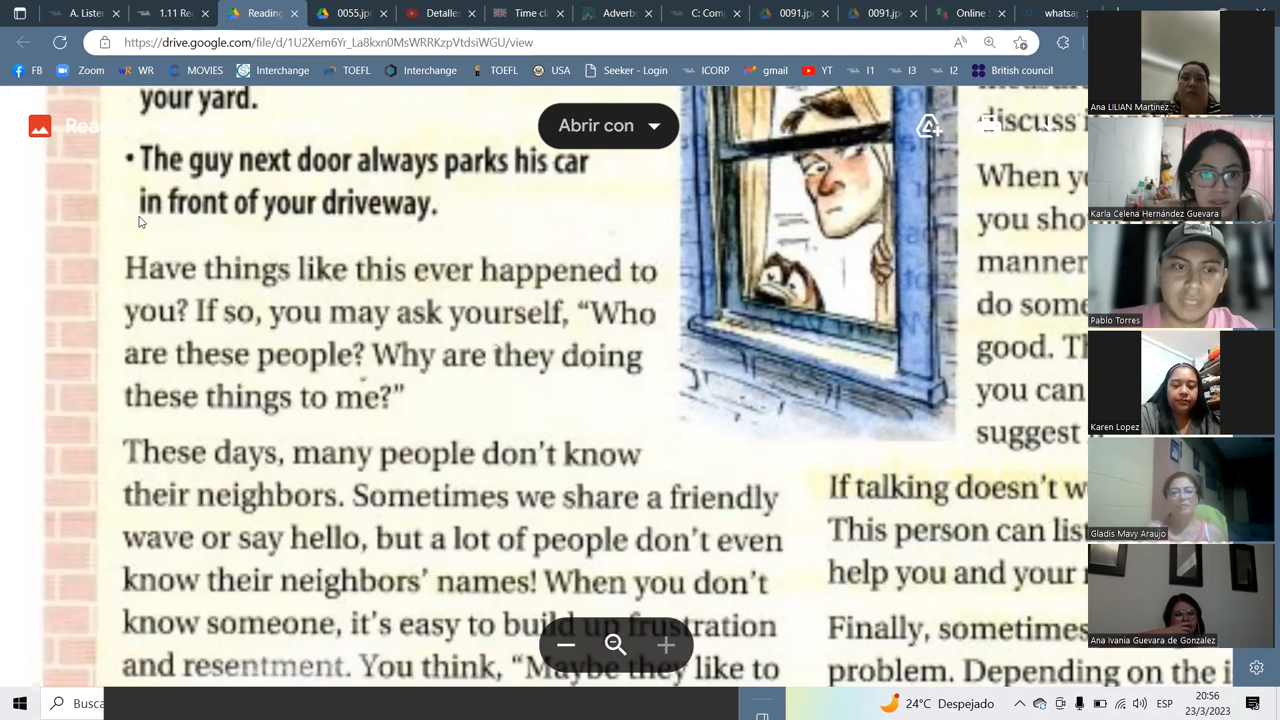 A. Listen
1.11 Re
Reading
0055.jp
Detalles
Time cl
Adverb
C: Comp
0091.jp
0091.jp
Online S
whatsa
https://drive.google.com/file/d/1U2Xem6Yr_La8kxn0MsWRRKzpVtdsiWGU/view
FB
Zoom
WR
MOVIES
Interchange
TOEFL
Interchange
TOEFL
USA
Seeker - Login
ICORP
gmail
YT
I1
I3
I2
British council
Abrir con
your yard.
• The guy next door always parks his car
in front of your driveway.
Have things like this ever happened to
you? If so, you may ask yourself, “Who
are these people? Why are they doing
these things to me?”
These days, many people don’t know
their neighbors. Sometimes we share a friendly
wave or say hello, but a lot of people don’t even
know their neighbors’ names! When you don’t
know someone, it’s easy to build up frustration
and resentment. You think, “Maybe they like to
discuss
When y
you sho
manner
do some
good. T
you can
suggest
If talking doesn’t w
This person can list
help you and your
Finally, sometimes
problem. Depending on the i
Ana LILIAN Martinez
Karla Celena Hernández Guevara
Pablo Torres
Karen Lopez
Gladis Mavy Araujo
Ana Ivania Guevara de Gonzalez
Busca
24°C Despejado
ESP
20:56
23/3/2023